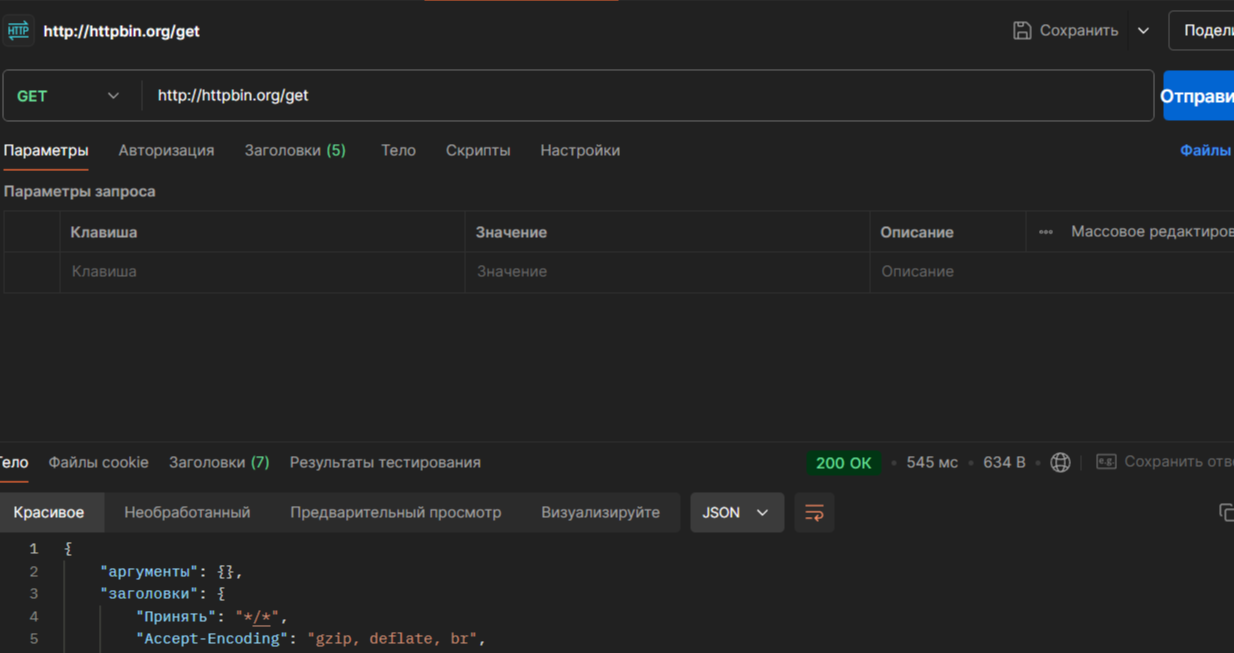 HTTP http://httpbin.org/get Сохранить Подели
GET http://httpbin.org/get Отправи
Параметры Авторизация Заголовки (5) Тело Скрипты Настройки Файлы
Параметры запроса
Клавиша Значение Описание ••• Массовое редактиров
Клавиша Значение Описание
Тело Файлы cookie Заголовки (7) Результаты тестирования 200 OK • 545 мс • 634 В • e.g. Сохранить отве
Красивое Необработанный Предварительный просмотр Визуализируйте JSON
1 {
2 "аргументы": {},
3 "заголовки": {
4 "Принять": "*/*",
5 "Accept-Encoding": "gzip, deflate, br",